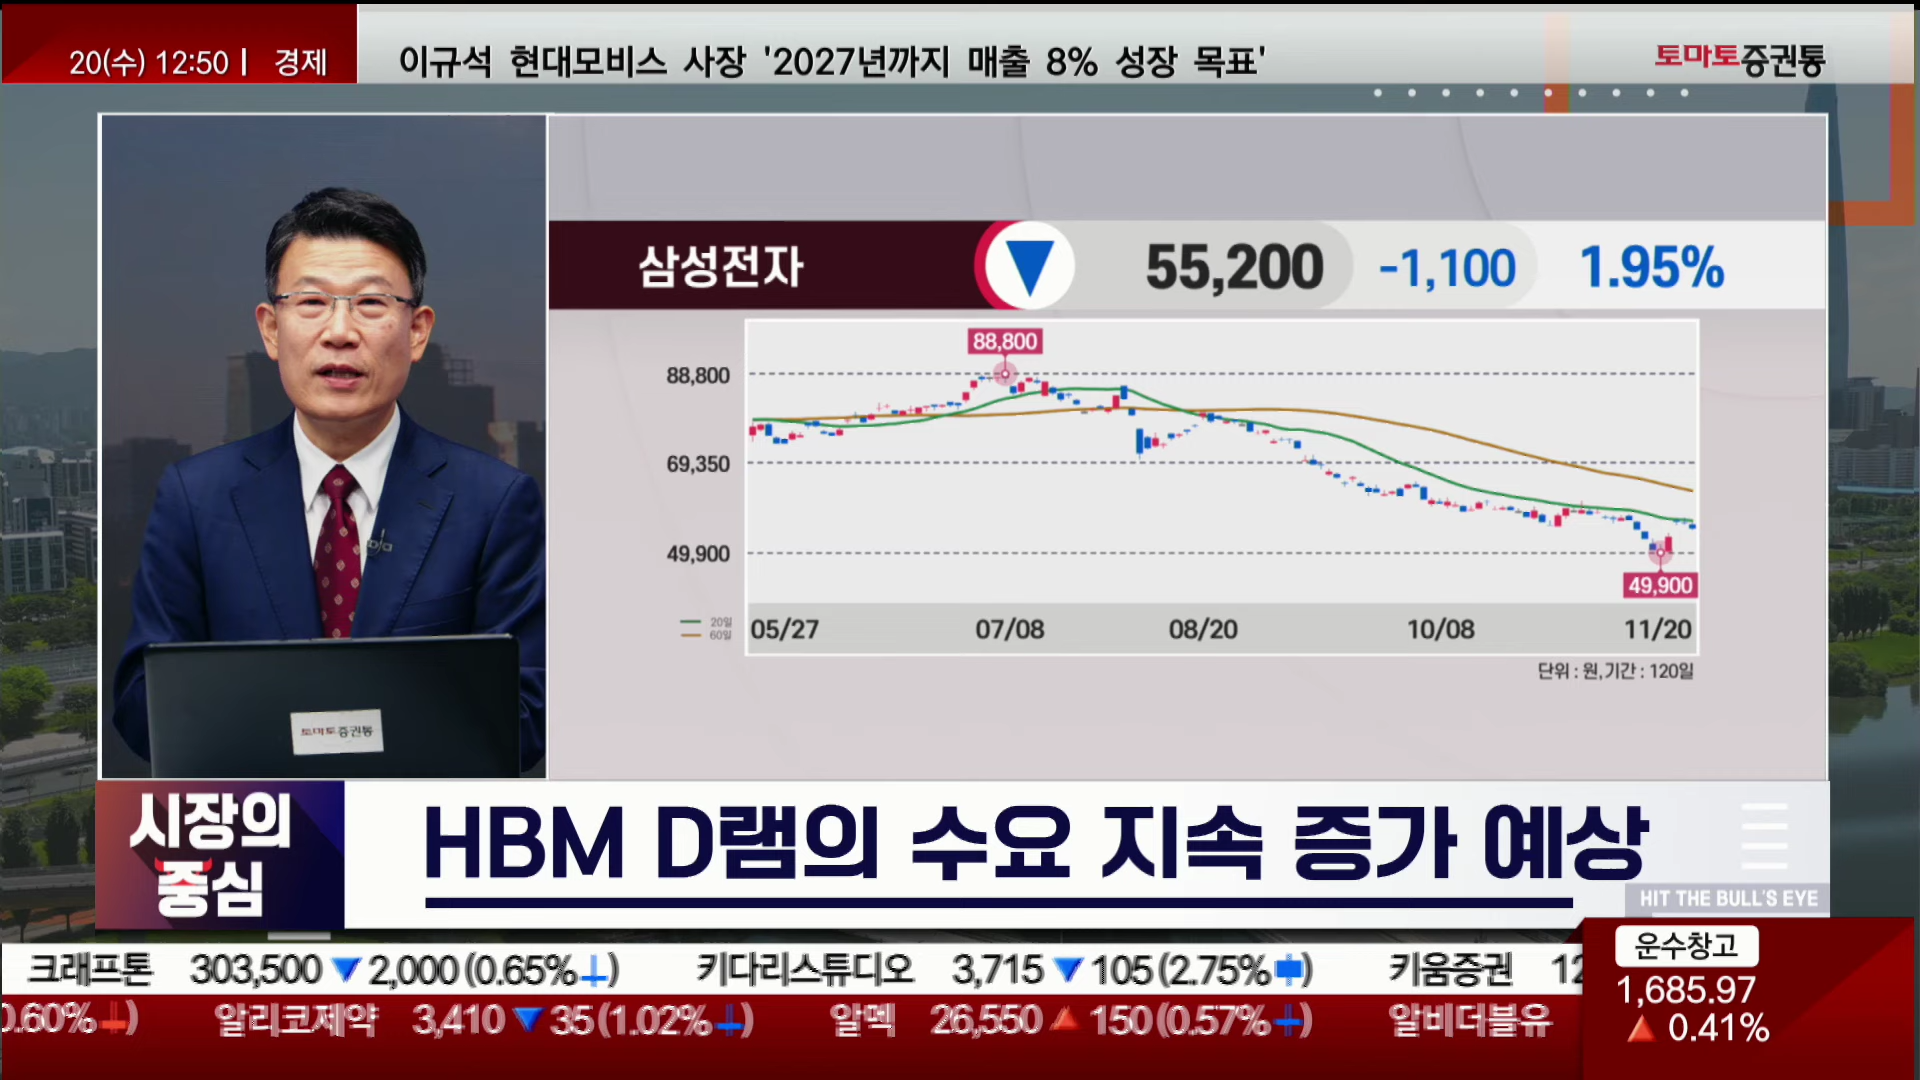 20(수) 12:50 | 경제
이규석 현대모비스 사장 '2027년까지 매출 8% 성장 목표'
토마토증권통
삼성전자 ▼ 55,200 -1,100 1.95%
88,800
88,800
69,350
49,900
49,900
20일
60일
05/27 07/08 08/20 10/08 11/20
단위 : 원, 기간 : 120일
토마토증권통
시장의
중심
HBM D램의 수요 지속 증가 예상
HIT THE BULL'S EYE
크래프톤 303,500 ▼ 2,000 (0.65%) 키다리스튜디오 3,715 ▼ 105 (2.75%) 키움증권 12
0.60%) 알리코제약 3,410 ▼ 35 (1.02%) 알멕 26,550 ▲ 150 (0.57%) 알비더블유
운수창고
1,685.97
▲ 0.41%